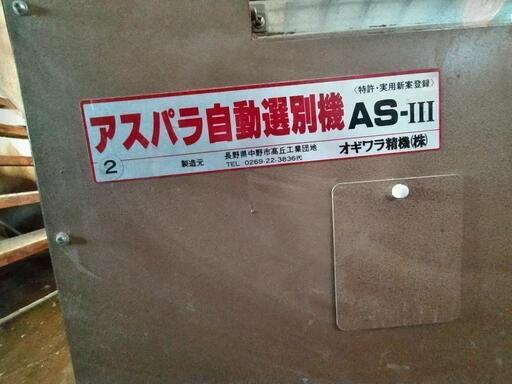 〈特許・実用新案登録〉
アスパラ自動選別機 AS-III
2
製造元
長野県中野市高丘工業団地
TEL 0269-22-3836代
オギワラ精機(株)